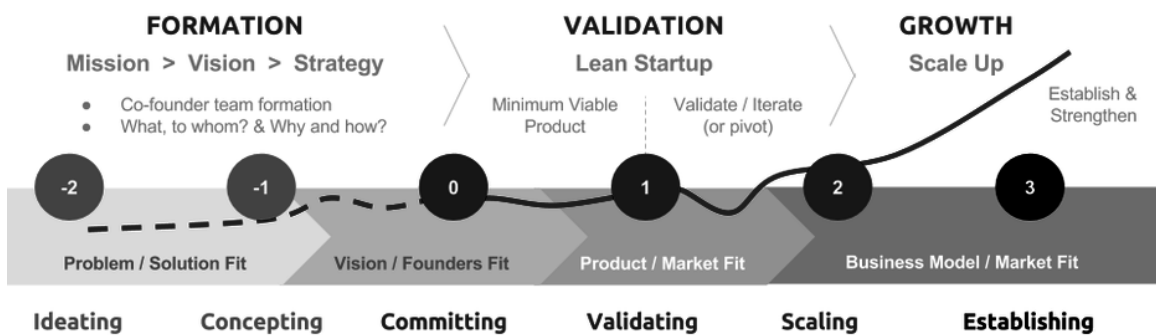 FORMATION
Mission > Vision > Strategy
● Co-founder team formation
● What, to whom? & Why and how?
VALIDATION
Lean Startup
Minimum Viable
Product
Validate / Iterate
(or pivot)
GROWTH
Scale Up
Establish &
Strengthen
-2
-1
0
1
2
3
Problem / Solution Fit
Vision / Founders Fit
Product / Market Fit
Business Model / Market Fit
Ideating
Concepting
Committing
Validating
Scaling
Establishing